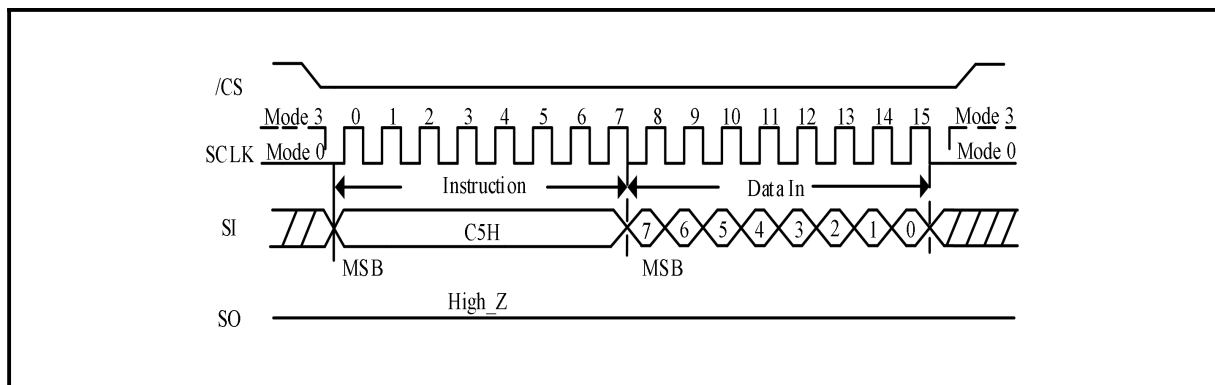 /CS
Mode 3 0 1 2 3 4 5 6 7 8 9 10 11 12 13 14 15 Mode 3
SCLK Mode 0 Mode 0
Instruction Data In
SI C5H 7 6 5 4 3 2 1 0
MSB MSB
High_Z
SO